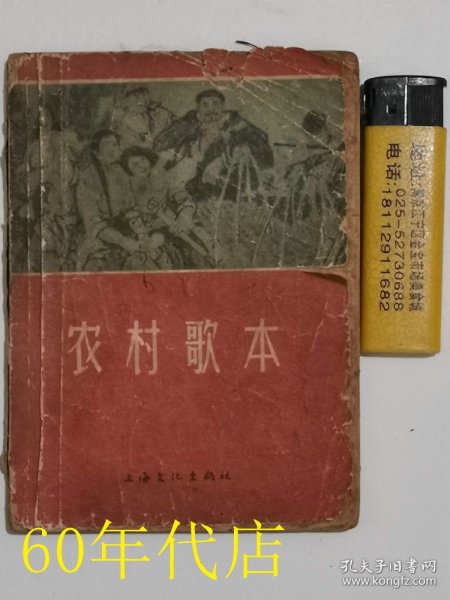 农村歌本
上海文化出版社
电话:025-52730688
18112911682
60年代店
孔夫子旧书网
www.kongfz.com